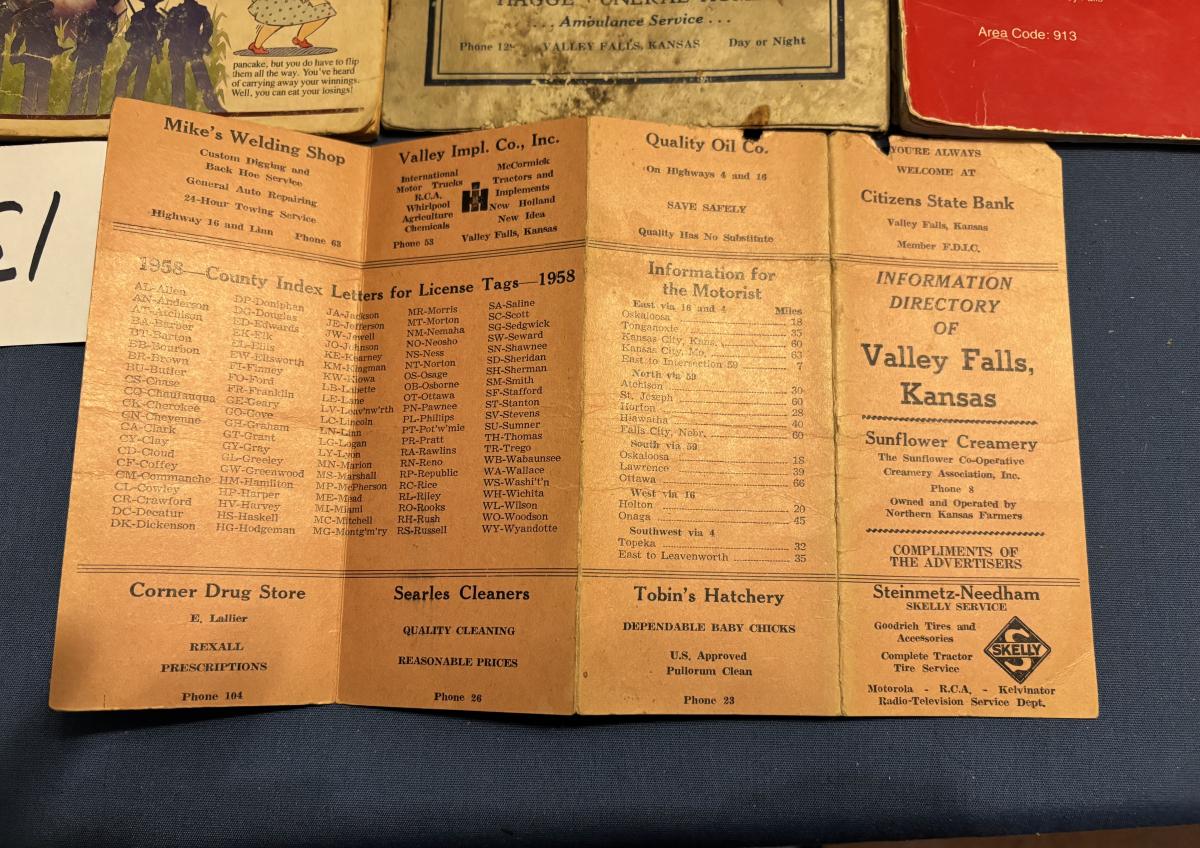 pancake, but you do have to flip
them all the way. You've heard
of carrying away your winnings.
Well, you can eat your losings!
....Ambulance Service...
VALLEY FALLS, KANSAS Day or Night
Area Code: 913
Mike's Welding Shop
Custom Digging and
Back Hoe Service
General Auto Repairing
24-Hour Towing Service
Highway 16 and Linn Phone 63
Valley Impl. Co., Inc.
International
Motor Trucks
R.C.A.
Whirlpool
Agriculture
Chemicals
Phone 53
IH
McCormick
Tractors and
Implements
New Holland
New Idea
Valley Falls, Kansas
Quality Oil Co.
On Highways 4 and 16
SAVE SAFELY
Quality Has No Substitute
YOU'RE ALWAYS
WELCOME AT
Citizens State Bank
Valley Falls, Kansas
Member F.D.I.C.
1958—County Index Letters for License Tags—1958
AL-Allen
AN-Anderson
AT-Atchison
BA-Barber
BT-Barton
BB-Bourbon
BR-Brown
BU-Butler
CS-Chase
CQ-Chautauqua
CK-Cherokee
CN-Cheyenne
CA-Clark
CY-Clay
CD-Cloud
CF-Coffey
CM-Commanche
CL-Cowley
CR-Crawford
DC-Decatur
DK-Dickenson
DP-Doniphan
DG-Douglas
ED-Edwards
EK-Elk
EL-Ellis
EW-Ellsworth
FI-Finney
FO-Ford
FR-Franklin
GE-Geary
GO-Gove
GH-Graham
GT-Grant
GY-Gray
GL-Greeley
GW-Greenwood
HM-Hamilton
HP-Harper
HV-Harvey
HS-Haskell
HG-Hodgeman
JA-Jackson
JE-Jefferson
JW-Jewell
JO-Johnson
KE-Kearney
KM-Kingman
KW-Kiowa
LB-Labette
LE-Lane
LV-Leav'nw'rth
LC-Lincoln
LN-Linn
LG-Logan
LY-Lyon
MN-Marion
MS-Marshall
MP-McPherson
ME-Mead
MI-Miami
MC-Mitchell
MG-Montg'm'ry
MR-Morris
MT-Morton
NM-Nemaha
NO-Neosho
NS-Ness
NT-Norton
OS-Osage
OB-Osborne
OT-Ottawa
PN-Pawnee
PL-Phillips
PT-Pot'w'mie
PR-Pratt
RA-Rawlins
RN-Reno
RP-Republic
RC-Rice
RL-Riley
RO-Rooks
RH-Rush
RS-Russell
SA-Saline
SC-Scott
SG-Sedgwick
SW-Seward
SN-Shawnee
SD-Sheridan
SH-Sherman
SM-Smith
SF-Stafford
ST-Stanton
SV-Stevens
SU-Sumner
TH-Thomas
TR-Trego
WB-Wabaunsee
WA-Wallace
WS-Washi't'n
WH-Wichita
WL-Wilson
WO-Woodson
WY-Wyandotte
Information for
the Motorist
East via 16 and 4 Miles
Oskaloosa 18
Tonganoxie 35
Kansas City, Kans. 60
Kansas City, Mo. 63
East to Intersection 59 7
North via 59
Atchison 30
St. Joseph 60
Horton 28
Hiawatha 40
Falls City, Nebr. 60
South via 59
Oskaloosa 18
Lawrence 39
Ottawa 66
West via 16
Holton 20
Onaga 45
Southwest via 4
Topeka 32
East to Leavenworth 35
INFORMATION
DIRECTORY
OF
Valley Falls,
Kansas
Sunflower Creamery
The Sunflower Co-Operative
Creamery Association, Inc.
Phone 8
Owned and Operated by
Northern Kansas Farmers
COMPLIMENTS OF
THE ADVERTISERS
Corner Drug Store
E. Lallier
REXALL
PRESCRIPTIONS
Phone 104
Searles Cleaners
QUALITY CLEANING
REASONABLE PRICES
Phone 26
Tobin's Hatchery
DEPENDABLE BABY CHICKS
U.S. Approved
Pullorum Clean
Phone 23
Steinmetz-Needham
SKELLY SERVICE
Goodrich Tires and
Accessories
Complete Tractor
Tire Service
S
SKELLY
Motorola - R.C.A. - Kelvinator
Radio-Television Service Dept.